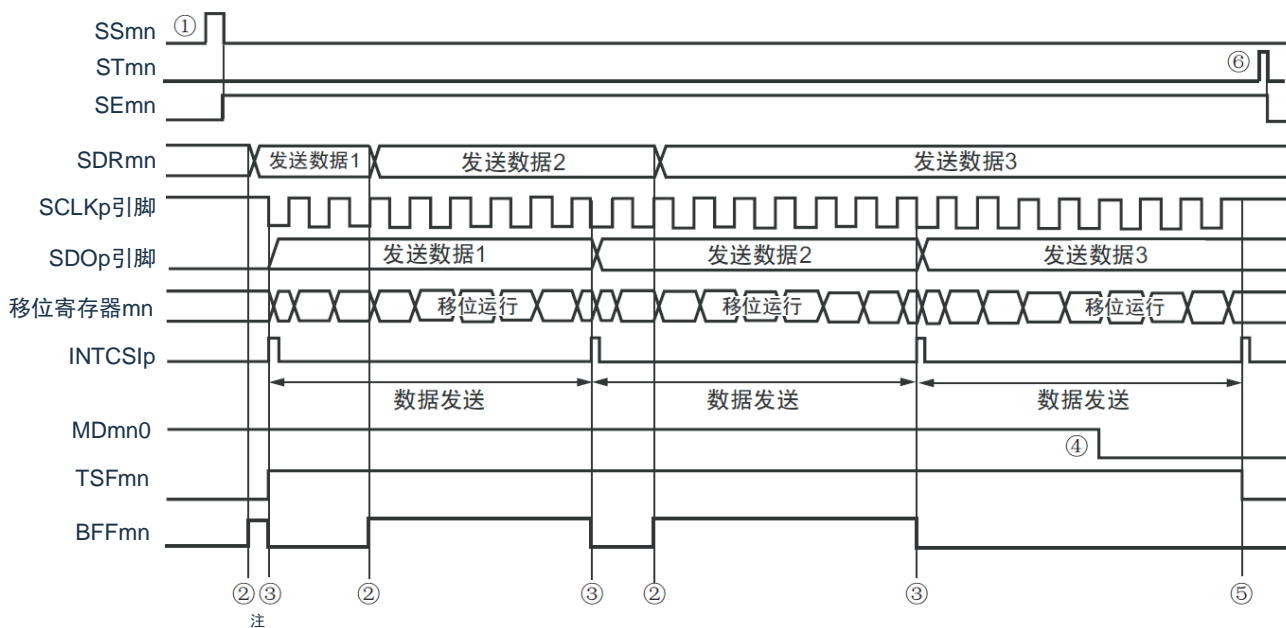 SSmn ①
STmn ⑥
SEmn
SDRmn 发送数据1 发送数据2 发送数据3
SCLKp引脚
SDOp引脚 发送数据1 发送数据2 发送数据3
移位寄存器mn 移位运行 移位运行 移位运行
INTCSIp
数据发送 数据发送 数据发送
MDmn0 ④
TSFmn
BFFmn
②③ ② ③ ② ③ ⑤
注